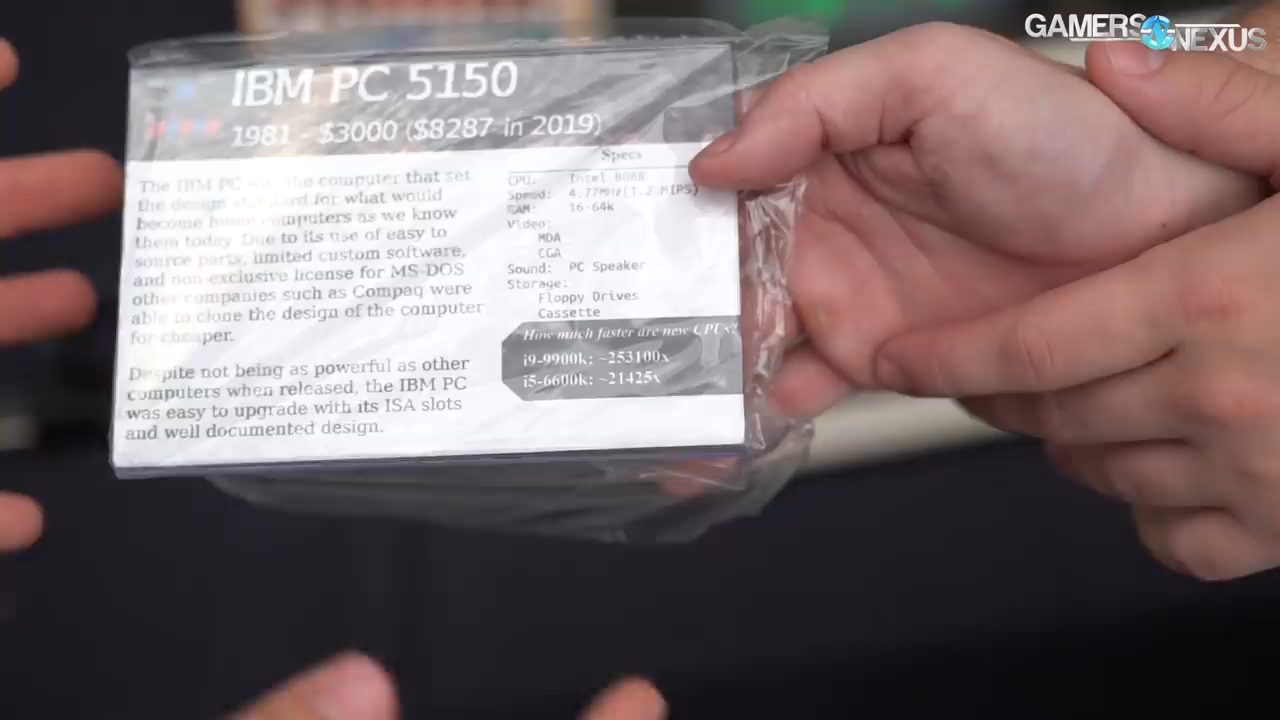 GAMERS NEXUS
IBM PC 5150
1981 - $3000 ($8287 in 2019)
The IBM PC the computer that set
the design standard for what would
become home computers as we know
them today. Due to its use of easy to
source parts, limited custom software,
and non-exclusive license for MS-DOS
other companies such as Compaq were
able to clone the design of the computer
for cheaper.
Despite not being as powerful as other
computers when released, the IBM PC
was easy to upgrade with its ISA slots
and well documented design.
Specs
CPU: Intel 8088
Speed: 4.77MHz(1.2 MIPS)
RAM: 16-64k
Video:
MDA
CGA
Sound: PC Speaker
Storage:
Floppy Drives
Cassette
How much faster are new CPUs?
i9-9900k: ~253100x
i5-6600k: ~21425x